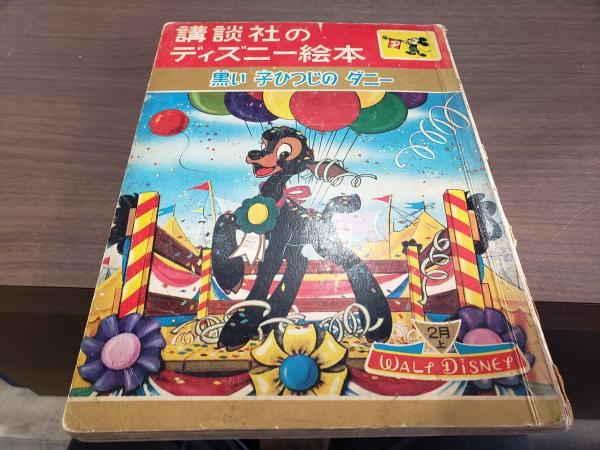 講談社の
ディズニー絵本
黒い 子ひつじの ダニー
2月
上
WALT DISNEY